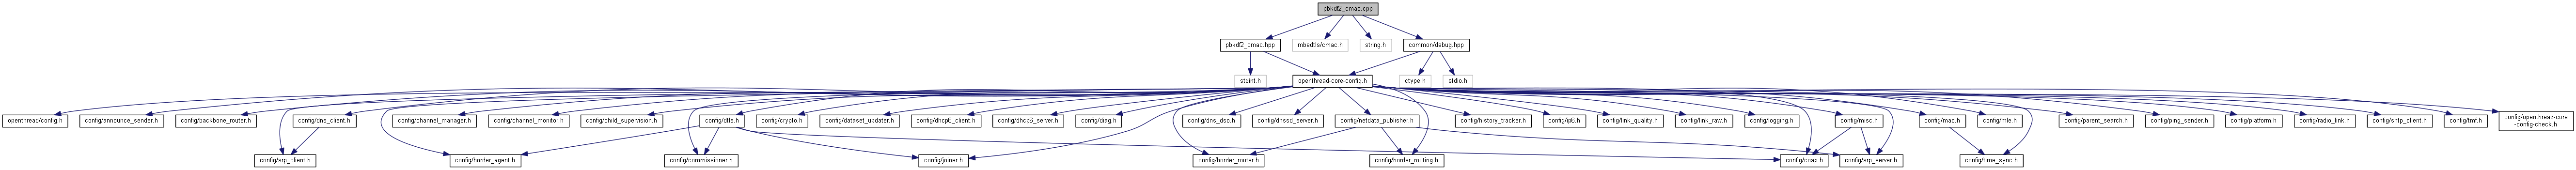 pbkdf2_cmac.cpp
pbkdf2_cmac.hpp
mbedtls/cmac.h
string.h
common/debug.hpp
stdint.h
openthread-core-config.h
ctype.h
stdio.h
openthread/config.h
config/announce_sender.h
config/backbone_router.h
config/dns_client.h
config/channel_manager.h
config/channel_monitor.h
config/child_supervision.h
config/dtls.h
config/crypto.h
config/dataset_updater.h
config/dhcp6_client.h
config/dhcp6_server.h
config/diag.h
config/dns_dso.h
config/dnssd_server.h
config/netdata_publisher.h
config/history_tracker.h
config/ip6.h
config/link_quality.h
config/link_raw.h
config/logging.h
config/misc.h
config/mac.h
config/mle.h
config/parent_search.h
config/ping_sender.h
config/platform.h
config/radio_link.h
config/sntp_client.h
config/tmf.h
config/openthread-core
-config-check.h
config/srp_client.h
config/border_agent.h
config/commissioner.h
config/joiner.h
config/border_router.h
config/border_routing.h
config/coap.h
config/srp_server.h
config/time_sync.h